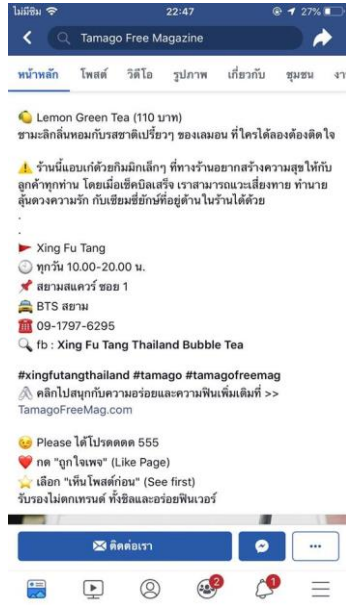 ไม่มีซิม 22:47 27%
Tamago Free Magazine
หน้าหลัก โพสต์ วิดีโอ รูปภาพ เกี่ยวกับ ชุมชน งา
🍋 Lemon Green Tea (110 บาท)
ชามะลิกลิ่นหอมกับรสชาติเปรี้ยวๆ ของเลมอน ที่ใครได้ลองต้องติดใจ
⚠️ ร้านนี้แอบเก๋ด้วยกิมมิกเล็กๆ ที่ทางร้านอยากสร้างความสุขให้กับ
ลูกค้าทุกท่าน โดยเมื่อเช็คบิลเสร็จ เราสามารถแวะเสี่ยงทาย ทำนาย
ลุ้นดวงความรัก กับเซียมซียักษ์ที่อยู่ด้านในร้านได้ด้วย
.
.
Xing Fu Tang
ทุกวัน 10.00-20.00 น.
📌 สยามสแควร์ ซอย 1
BTS สยาม
09-1797-6295
🔍 fb : Xing Fu Tang Thailand Bubble Tea
#xingfutangthailand #tamago #tamagofreemag
คลิกไปสนุกกับความอร่อยและความฟินเพิ่มเติมที่ >>
TamagoFreeMag.com
😉 Please ได้โปรดดดด 555
❤️ กด "ถูกใจเพจ" (Like Page)
⭐ เลือก "เห็นโพสต์ก่อน" (See first)
รับรองไม่ตกเทรนด์ ทั้งชิลและอร่อยฟินเวอร์
ติดต่อเรา
2 1